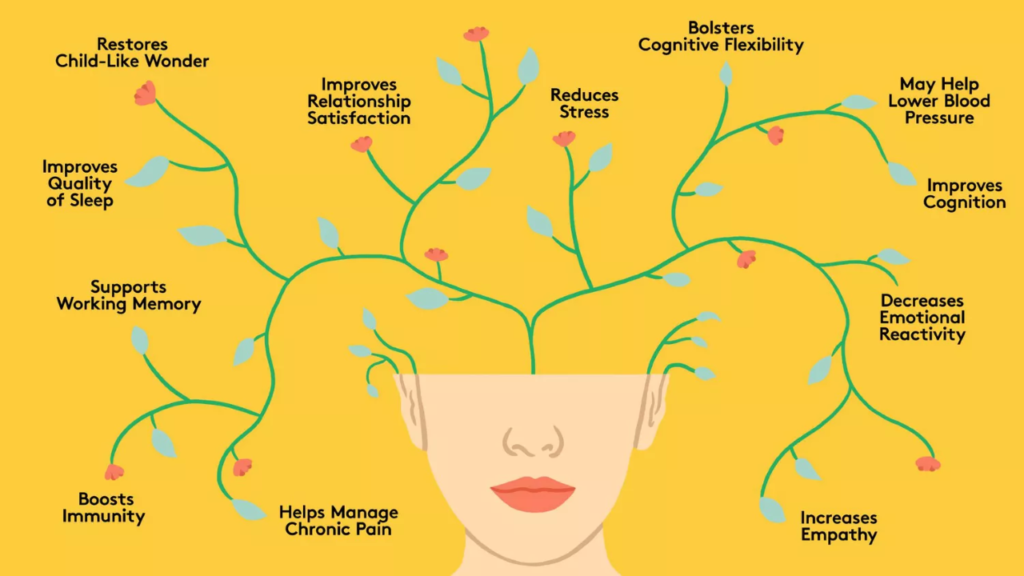 Restores
Child-Like Wonder
Improves
Relationship
Satisfaction
Reduces
Stress
Bolsters
Cognitive Flexibility
May Help
Lower Blood
Pressure
Improves
Quality
of Sleep
Improves
Cognition
Supports
Working Memory
Decreases
Emotional
Reactivity
Boosts
Immunity
Helps Manage
Chronic Pain
Increases
Empathy